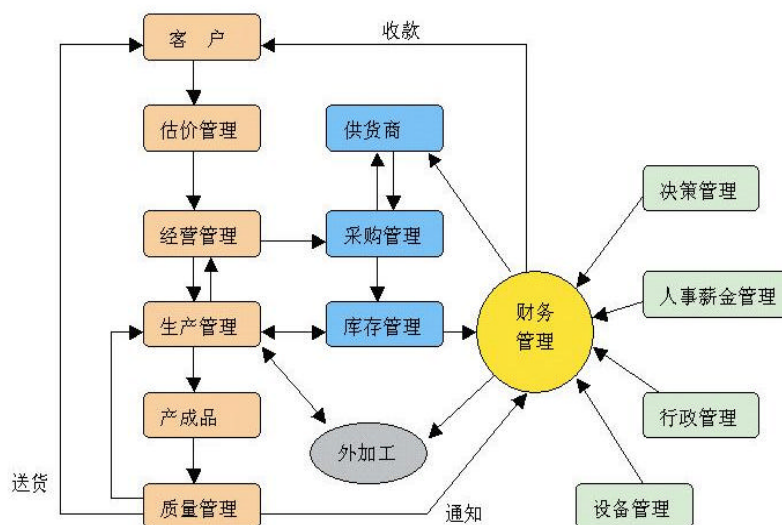 客 户
收款
估价管理
供货商
决策管理
经营管理
采购管理
人事薪金管理
生产管理
库存管理
财务
管理
产成品
外加工
行政管理
送货
质量管理
通知
设备管理